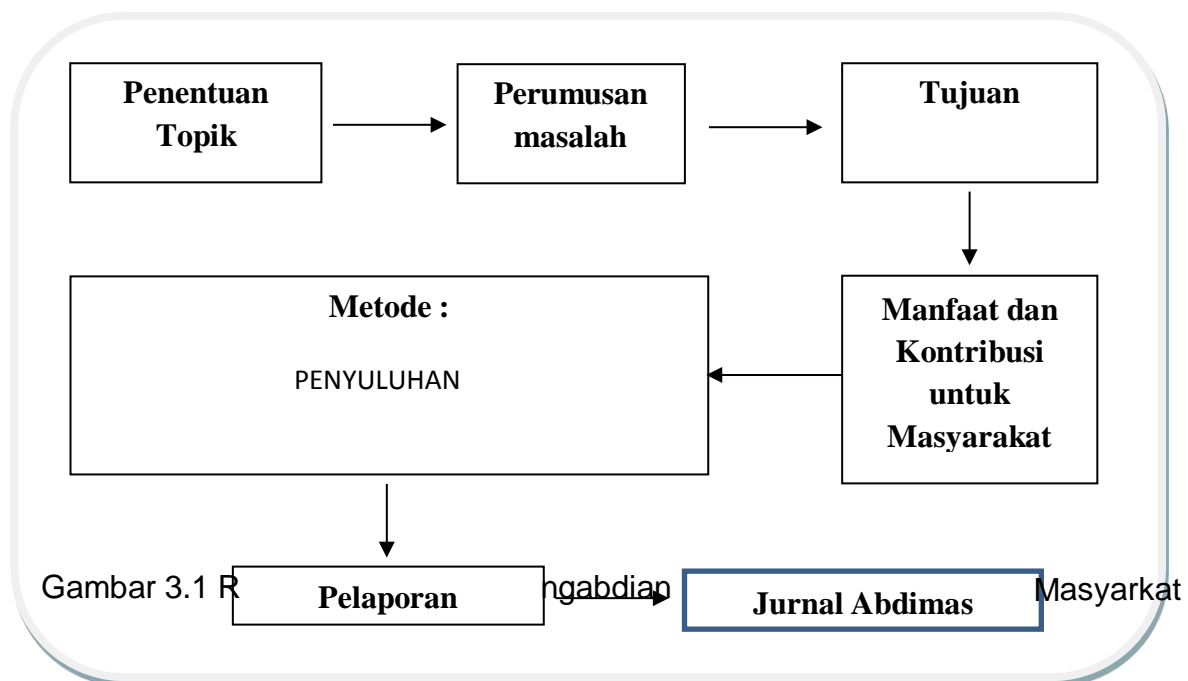 Penentuan
Topik
Perumusan
masalah
Tujuan
Metode :
PENYULUHAN
Manfaat dan
Kontribusi
untuk
Masyarakat
Gambar 3.1 R
Pelaporan
ngabdian
Jurnal Abdimas
Masyarkat